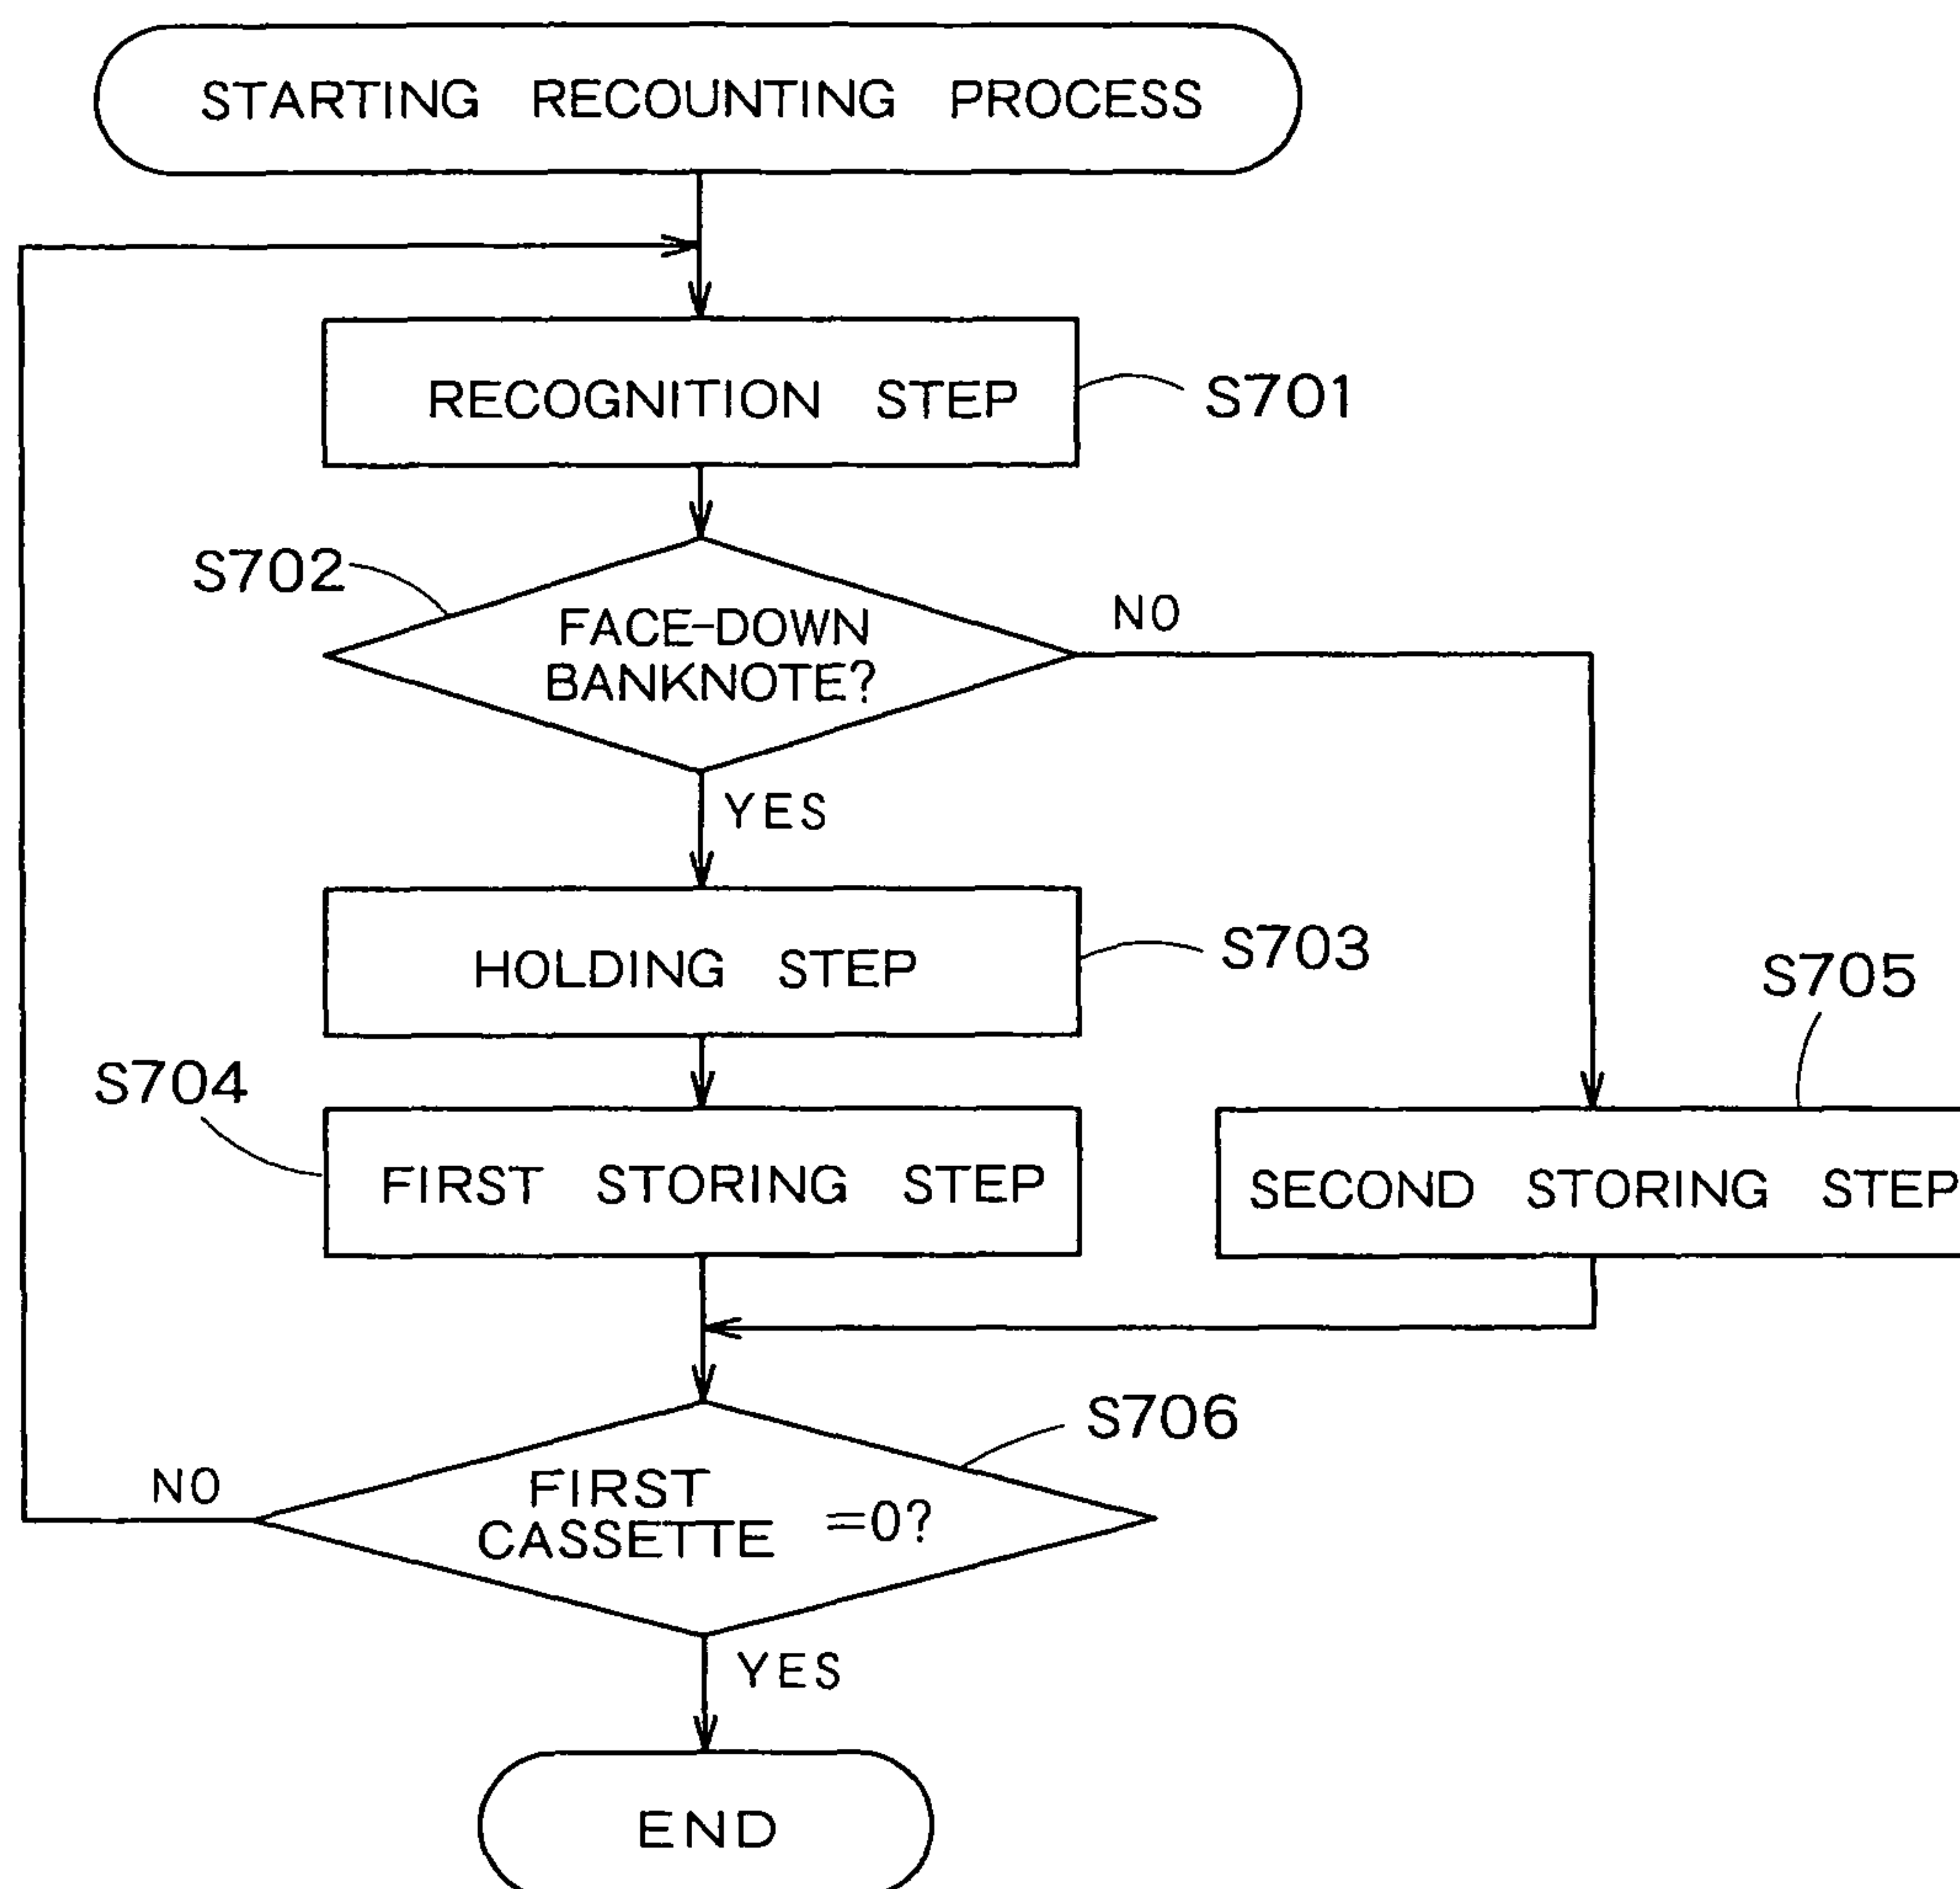 STARTING RECOUNTING PROCESS
RECOGNITION STEP
S701
S702
FACE-DOWN
BANKNOTE?
NO
YES
HOLDING STEP
S703
S705
S704
FIRST STORING STEP
SECOND STORING STEP
S706
NO
FIRST
CASSETTE =0?
YES
END